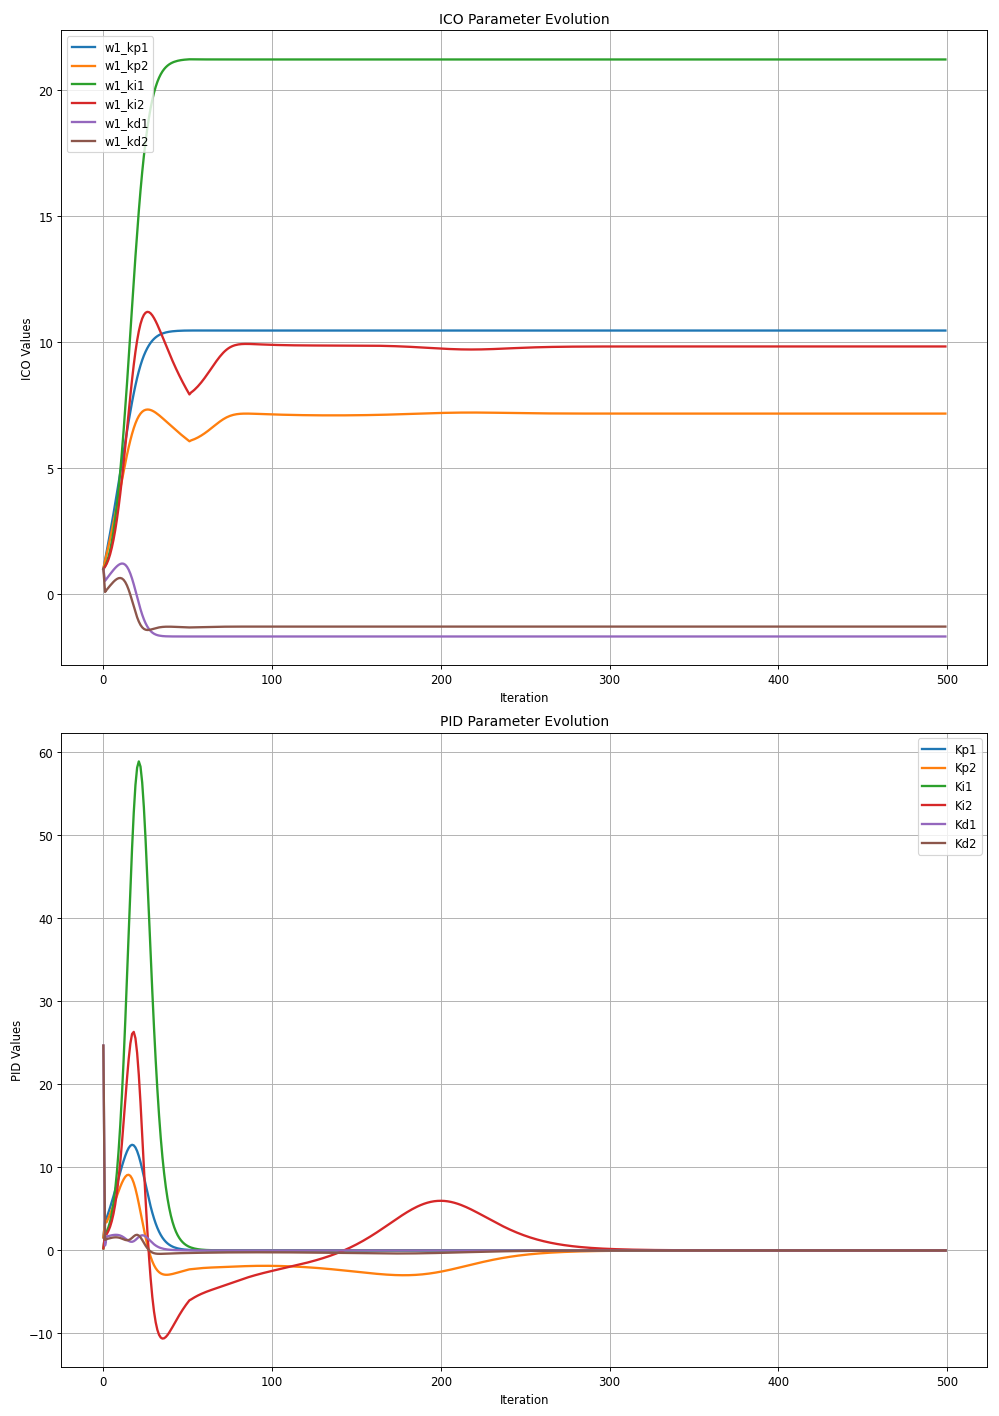 ICO Parameter Evolution
w1_kp1
w1_kp2
w1_ki1
w1_ki2
w1_kd1
w1_kd2
20
15
10
5
0
ICO Values
0 100 200 300 400 500
Iteration
PID Parameter Evolution
Kp1
Kp2
Ki1
Ki2
Kd1
Kd2
60
50
40
30
20
10
0
−10
PID Values
0 100 200 300 400 500
Iteration